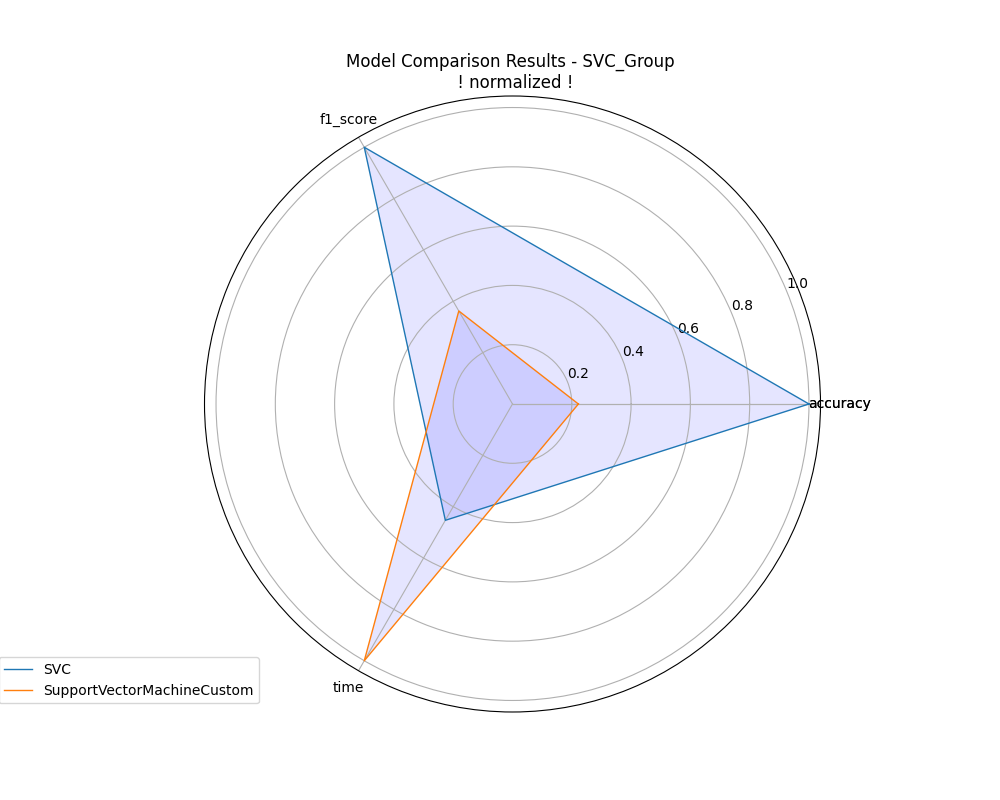 Model Comparison Results - SVC_Group
! normalized !
f1_score
1.0
0.8
0.6
0.4
0.2
accuracy
time
SVC
SupportVectorMachineCustom